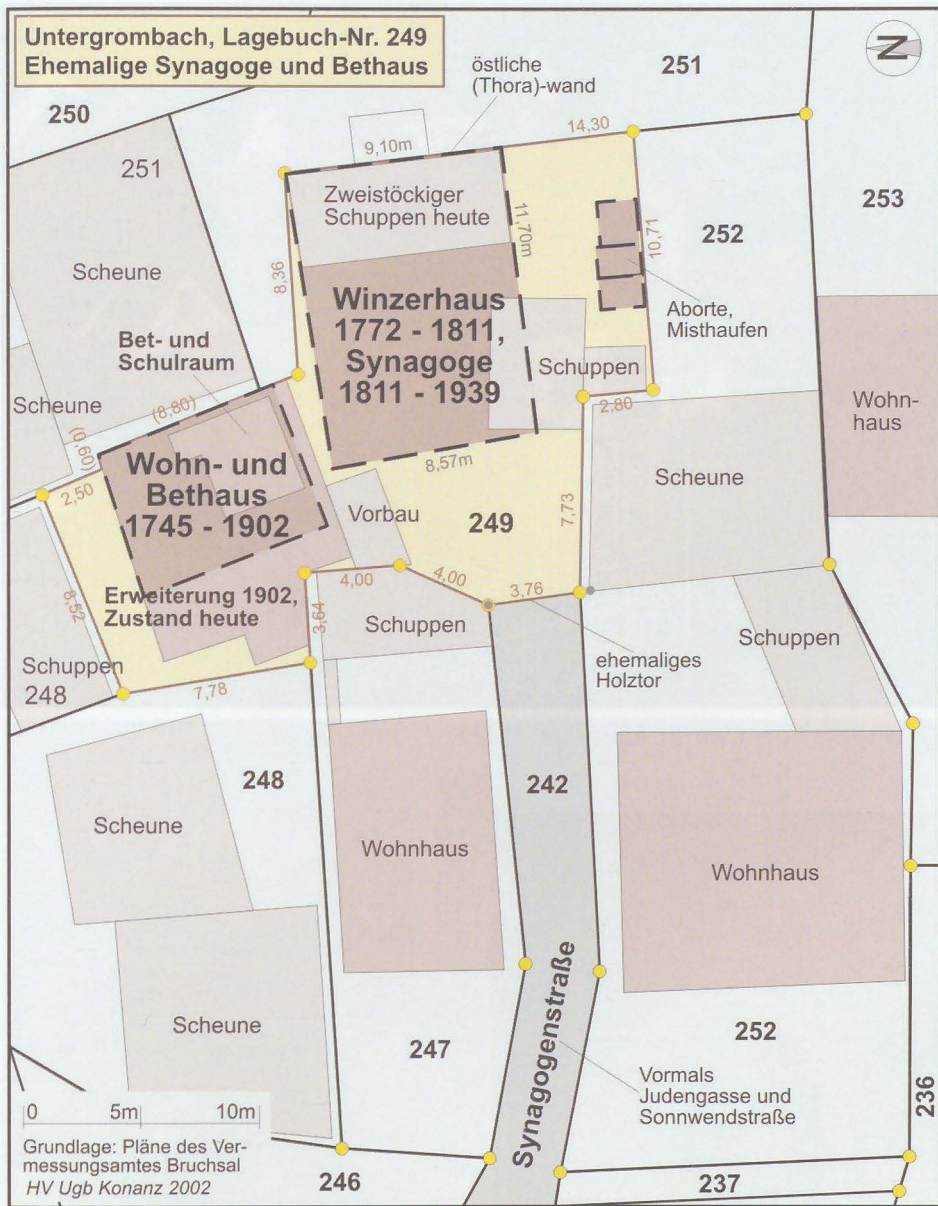 Untergrombach, Lagebuch-Nr. 249
Ehemalige Synagoge und Bethaus
N
östliche
(Thora)-wand
251
250
251
9,10m
14,30
Zweistöckiger
Schuppen heute
11,70m
10,71
252
253
Scheune
8,36
Winzerhaus
1772 - 1811,
Synagoge
1811 - 1939
Aborte,
Misthaufen
Bet- und
Schulraum
Schuppen
Scheune
(8,80)
(0,60)
2,80
Wohn-
haus
8,57m
Wohn- und
Bethaus
1745 - 1902
2,50
Scheune
Vorbau
249
7,73
8,52
Erweiterung 1902,
Zustand heute
4,00
4,00
3,76
3,64
Schuppen
Schuppen
ehemaliges
Holztor
Schuppen
248
7,78
248
242
Scheune
Wohnhaus
Wohnhaus
Scheune
247
Synagogenstraße
252
Vormals
Judengasse und
Sonnwendstraße
236
0 5m 10m
Grundlage: Pläne des Ver-
messungsamtes Bruchsal
HV Ugb Konanz 2002
246
237